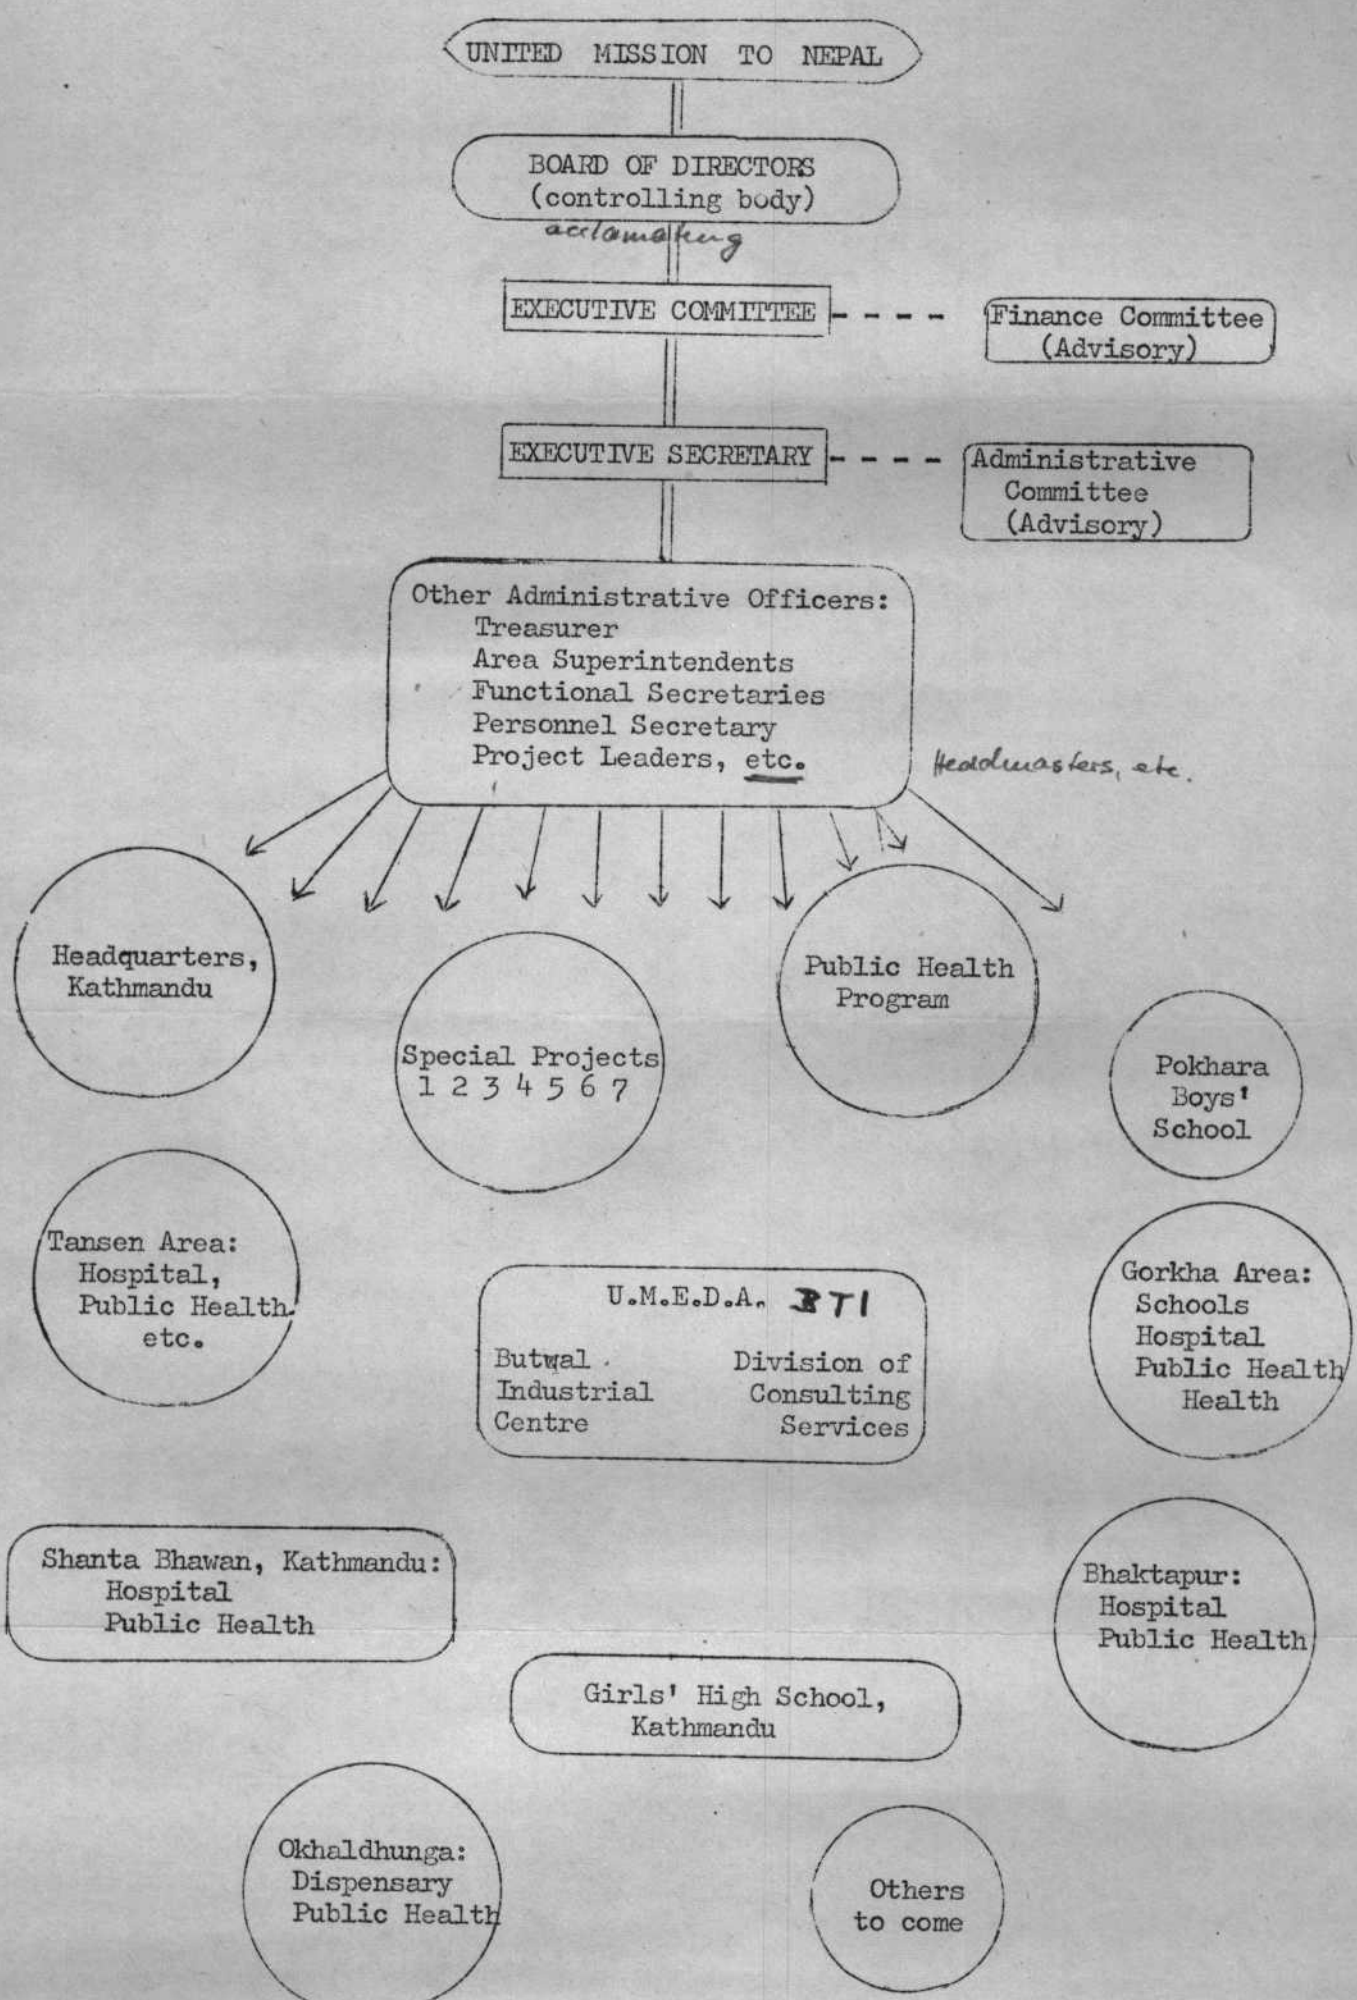 UNITED MISSION TO NEPAL
BOARD OF DIRECTORS
(controlling body)
EXECUTIVE COMMITTEE
Finance Committee
(Advisory)
EXECUTIVE SECRETARY
Administrative
Committee
(Advisory)
Other Administrative Officers:
Treasurer
Area Superintendents
Functional Secretaries
Personnel Secretary
Project Leaders, etc.
Headmasters, etc.
Headquarters,
Kathmandu
Special Projects
1 2 3 4 5 6 7
Public Health
Program
Pokhara
Boys'
School
Tansen Area:
Hospital,
Public Health.
etc.
U.M.E.D.A. BTI
Butwal
Industrial
Centre
Division of
Consulting
Services
Gorkha Area:
Schools
Hospital
Public Health
Health
Shanta Bhawan, Kathmandu:
Hospital
Public Health
Bhaktapur:
Hospital
Public Health
Girls' High School,
Kathmandu
Okhaldhunga:
Dispensary
Public Health
Others
to come